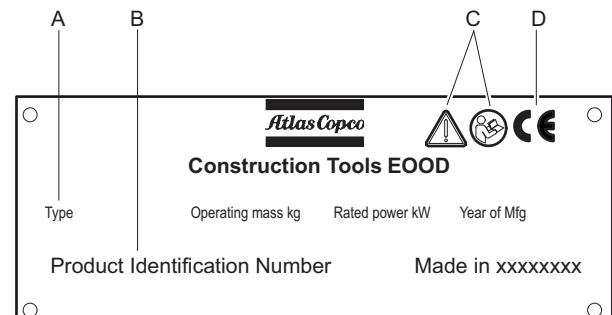 A B C D
Atlas Copco CE
Construction Tools EOOD
Type Operating mass kg Rated power kW Year of Mfg
Product Identification Number Made in xxxxxxxx